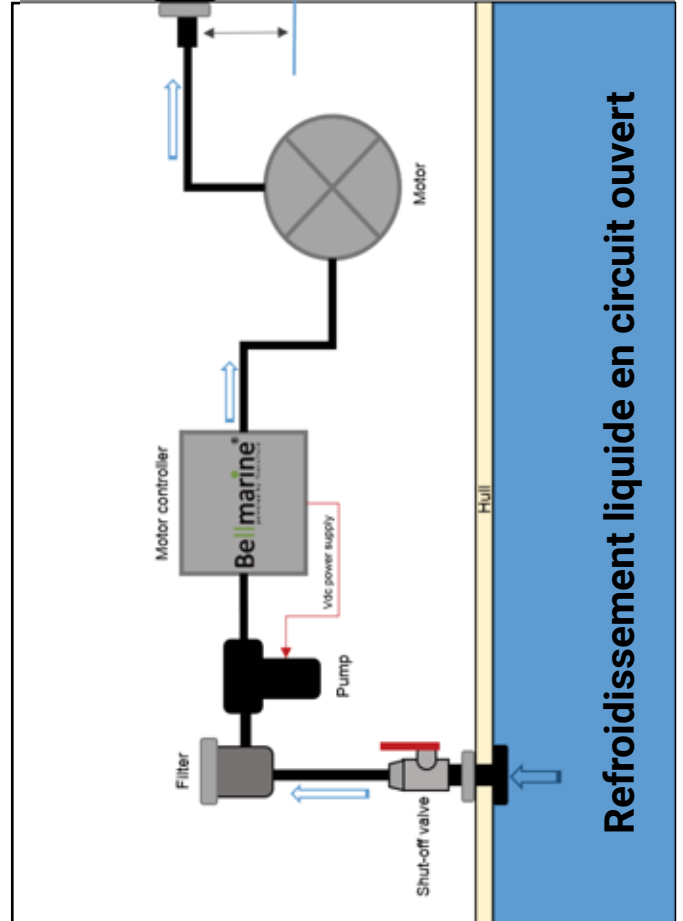 Motor
Motor controller
Bellmarine®
Vdc power supply
Pump
Filter
Shut-off valve
Hull
Refroidissement liquide en circuit ouvert